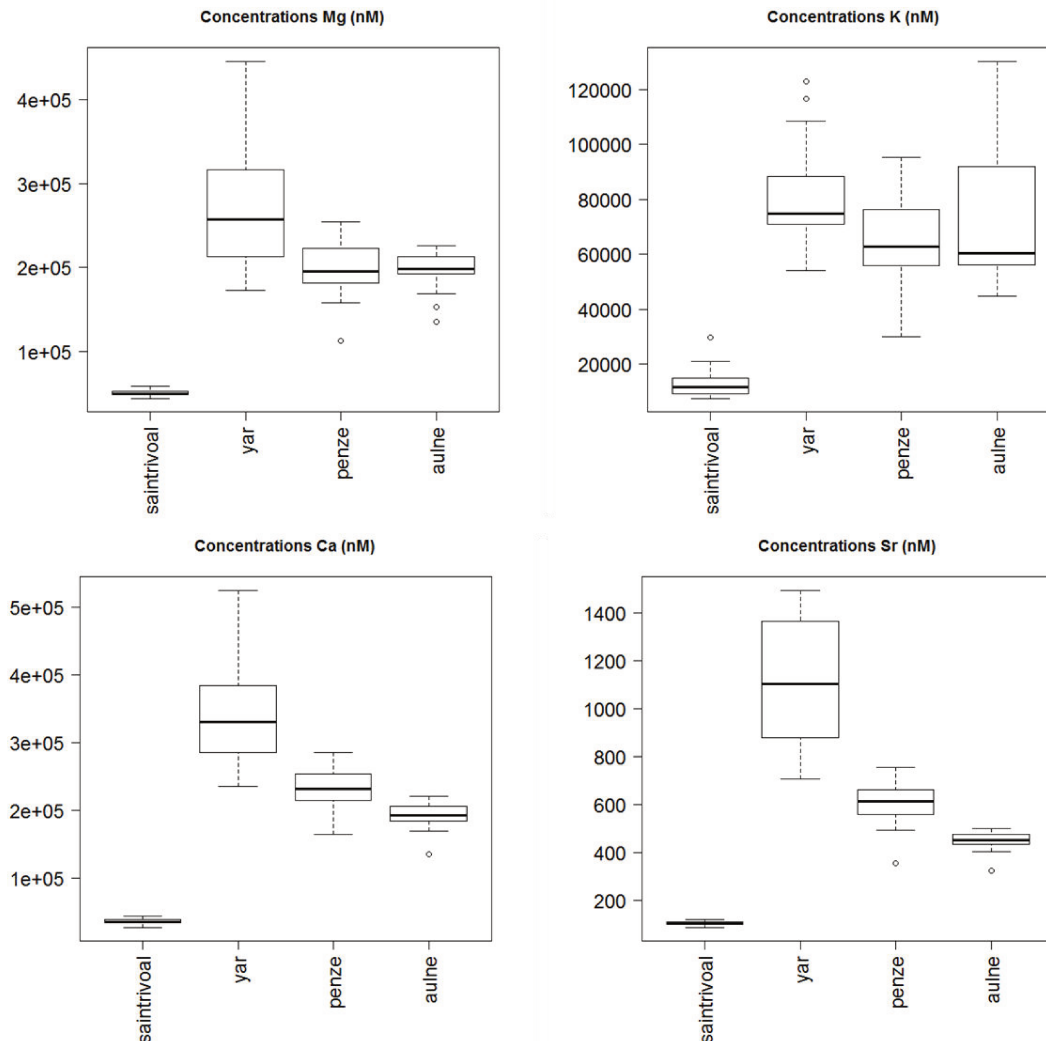 Concentrations Mg (nM)
4e+05
3e+05
2e+05
1e+05
saintrivoal
yar
penze
aulne
Concentrations K (nM)
120000
100000
80000
60000
40000
20000
saintrivoal
yar
penze
aulne
Concentrations Ca (nM)
5e+05
4e+05
3e+05
2e+05
1e+05
saintrivoal
yar
penze
aulne
Concentrations Sr (nM)
1400
1200
1000
800
600
400
200
saintrivoal
yar
penze
aulne